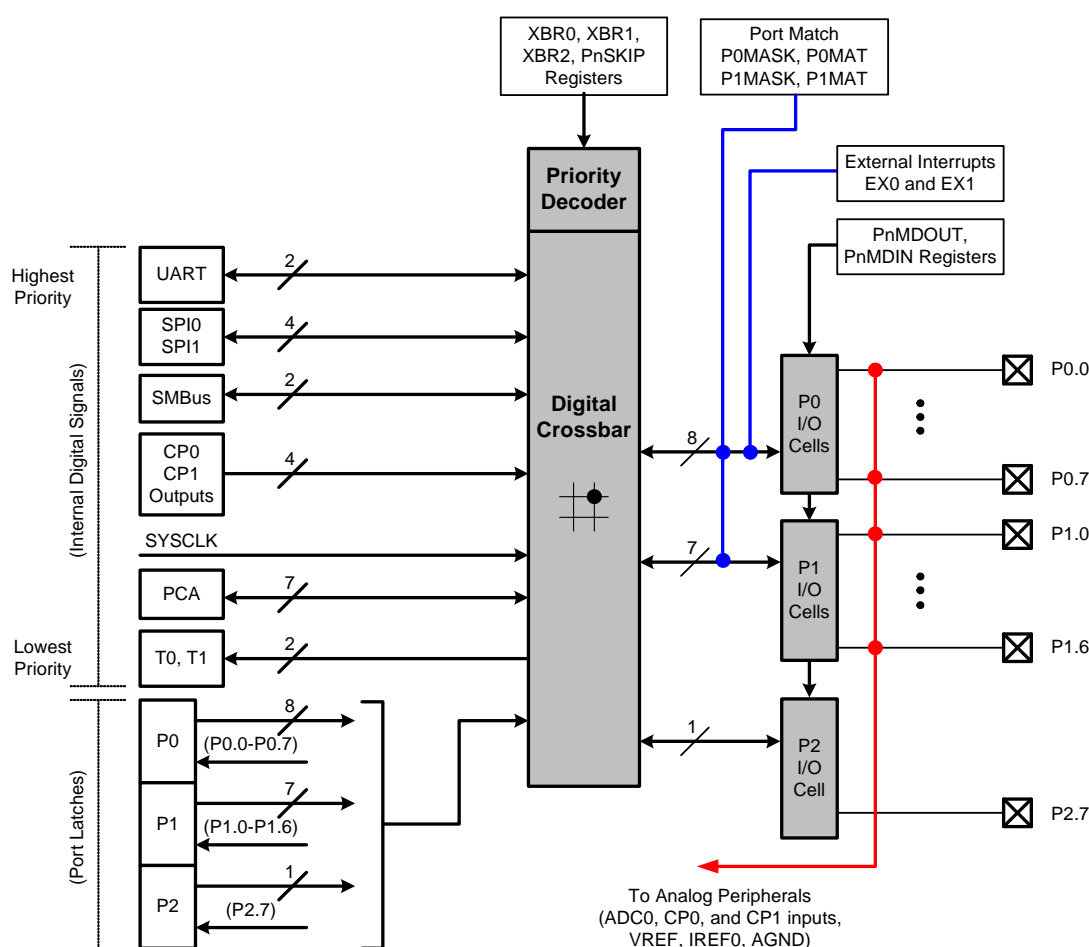 XBR0, XBR1,
XBR2, PnSKIP
Registers
Port Match
P0MASK, P0MAT
P1MASK, P1MAT
External Interrupts
EX0 and EX1
Priority
Decoder
PnMDOUT,
PnMDIN Registers
Highest
Priority
UART
2
SPI0
SPI1
4
SMBus
2
CP0
CP1
Outputs
4
SYSCLK
PCA
7
Lowest
Priority
T0, T1
2
(Internal Digital Signals)
Digital
Crossbar
8
P0
I/O
Cells
P0.0
P0.7
7
P1
I/O
Cells
P1.0
P1.6
1
P2
I/O
Cell
P2.7
(Port Latches)
P0
8
(P0.0-P0.7)
P1
7
(P1.0-P1.6)
P2
1
(P2.7)
To Analog Peripherals
(ADC0, CP0, and CP1 inputs,
VREF, IREF0, AGND)